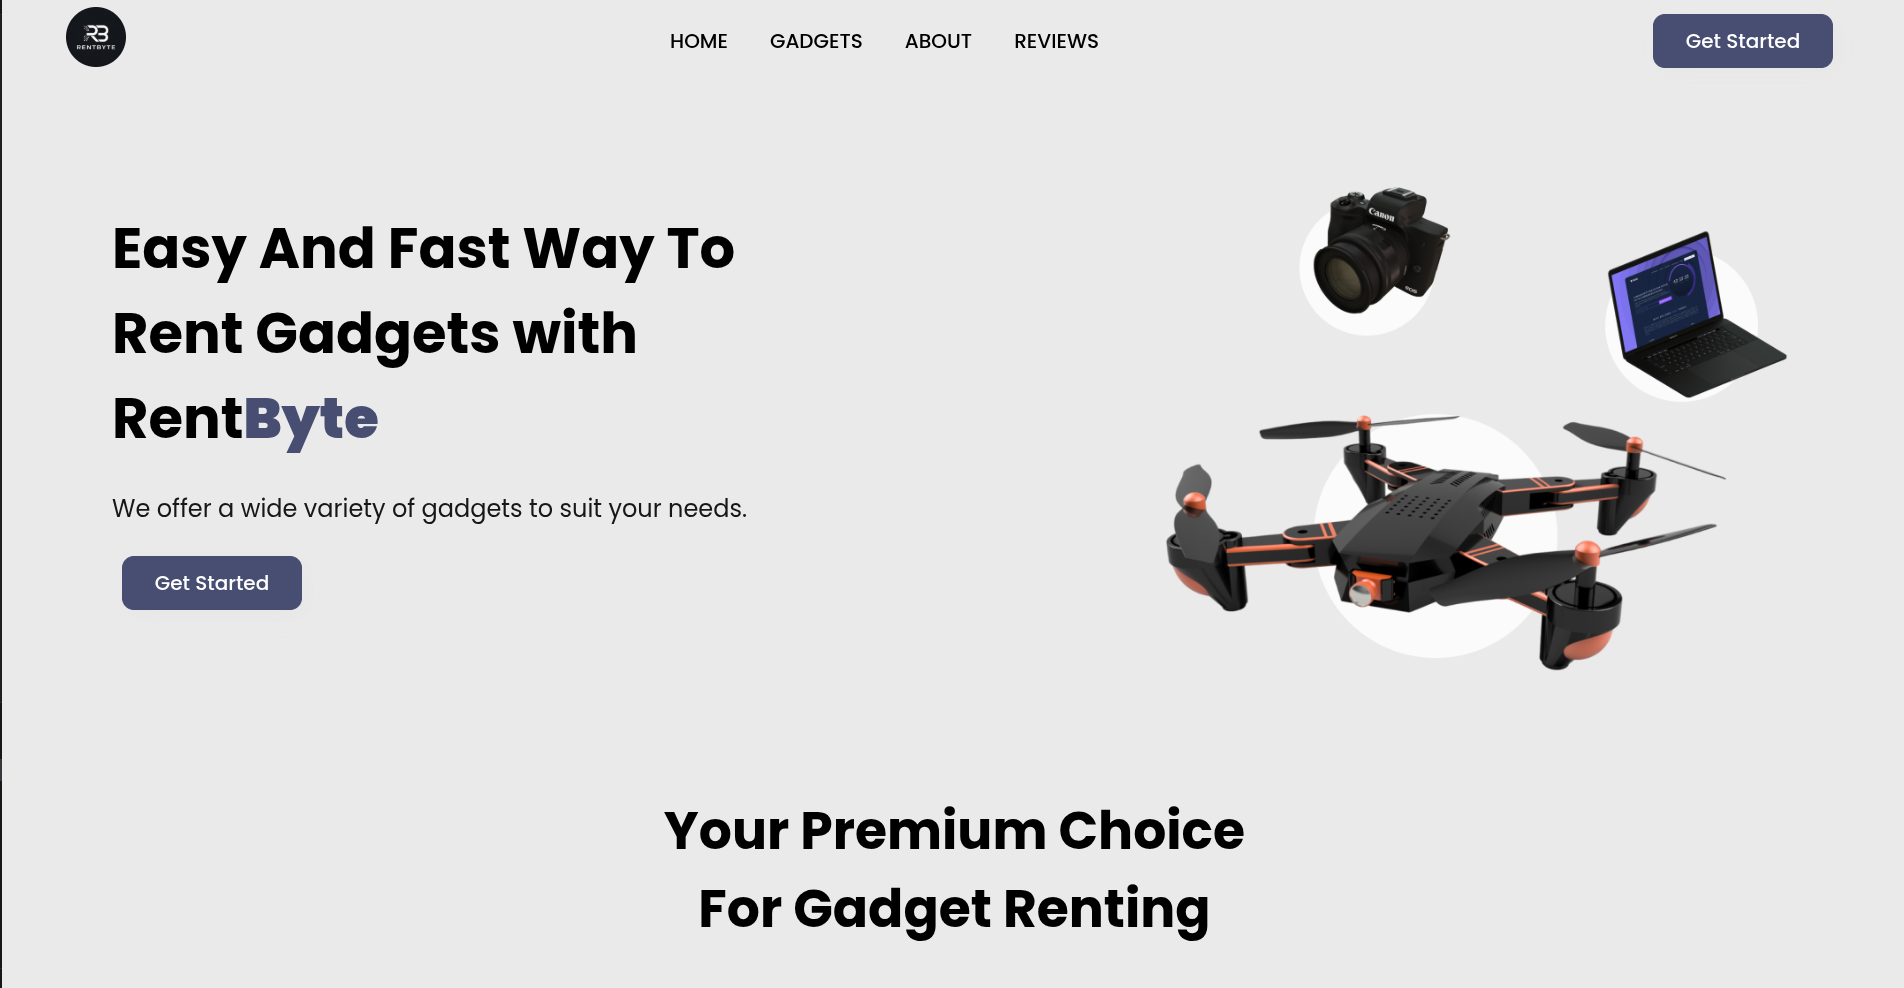 RB
RENTBYTE
HOME
GADGETS
ABOUT
REVIEWS
Get Started
Easy And Fast Way To
Rent Gadgets with
RentByte
We offer a wide variety of gadgets to suit your needs.
Get Started
Canon
EOS
Your Premium Choice
For Gadget Renting